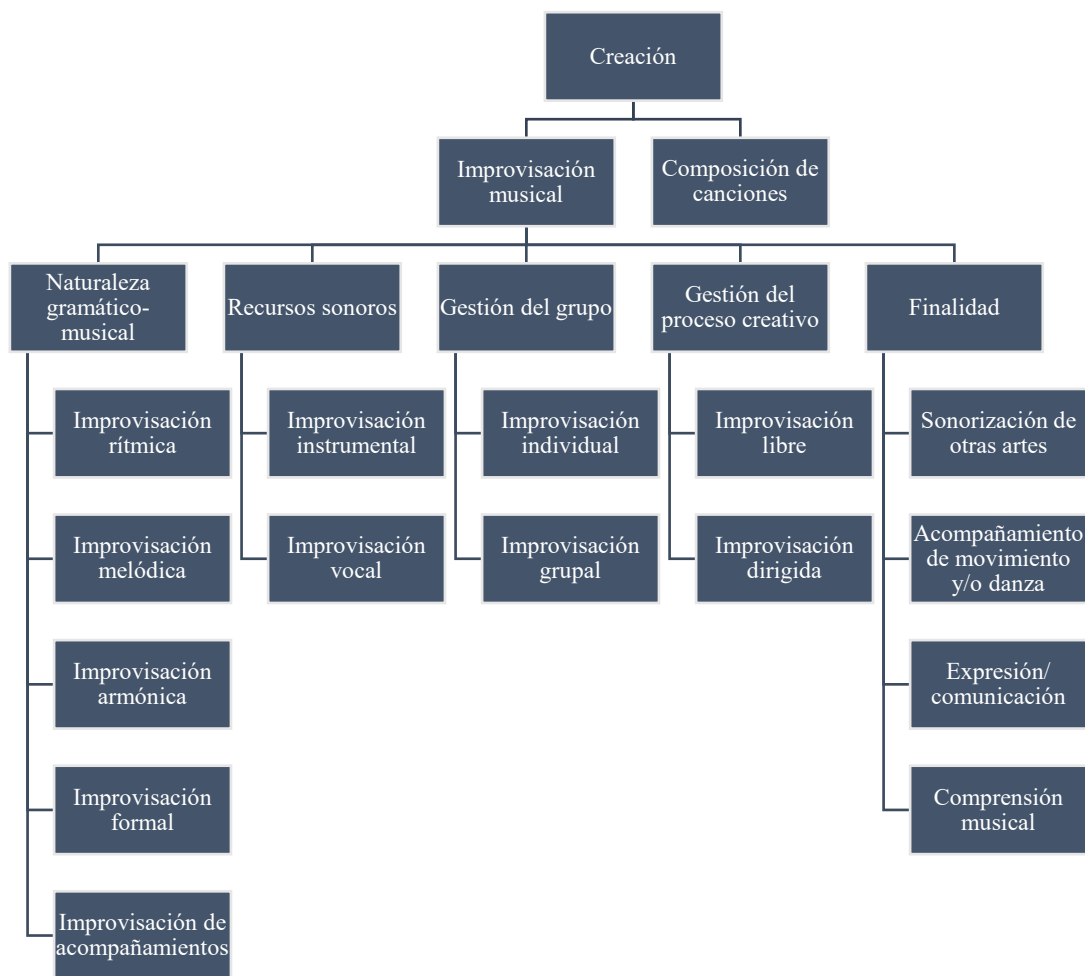 Creación
Improvisación
musical
Composición de
canciones
Naturaleza
gramático-
musical
Recursos sonoros
Gestión del grupo
Gestión del
proceso creativo
Finalidad
Improvisación
rítmica
Improvisación
melódica
Improvisación
armónica
Improvisación
formal
Improvisación de
acompañamientos
Improvisación
instrumental
Improvisación
vocal
Improvisación
individual
Improvisación
grupal
Improvisación
libre
Improvisación
dirigida
Sonorización de
otras artes
Acompañamiento
de movimiento
y/o danza
Expresión/
comunicación
Comprensión
musical